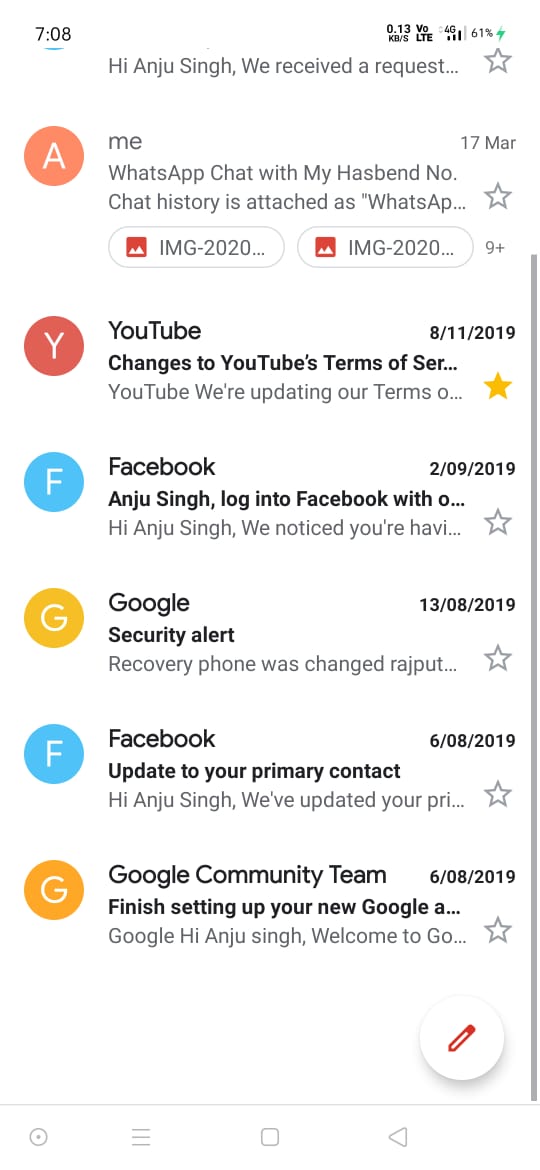 7:08
0.13 KB/S Vo LTE 4G 61%
Hi Anju Singh, We received a request...
A
me
17 Mar
WhatsApp Chat with My Hasbend No.
Chat history is attached as "WhatsAp...
IMG-2020...
IMG-2020...
9+
Y
YouTube
8/11/2019
Changes to YouTube's Terms of Ser...
YouTube We're updating our Terms o...
F
Facebook
2/09/2019
Anju Singh, log into Facebook with o...
Hi Anju Singh, We noticed you're havi...
G
Google
13/08/2019
Security alert
Recovery phone was changed rajput...
F
Facebook
6/08/2019
Update to your primary contact
Hi Anju Singh, We've updated your pri...
G
Google Community Team
6/08/2019
Finish setting up your new Google a...
Google Hi Anju singh, Welcome to Go...